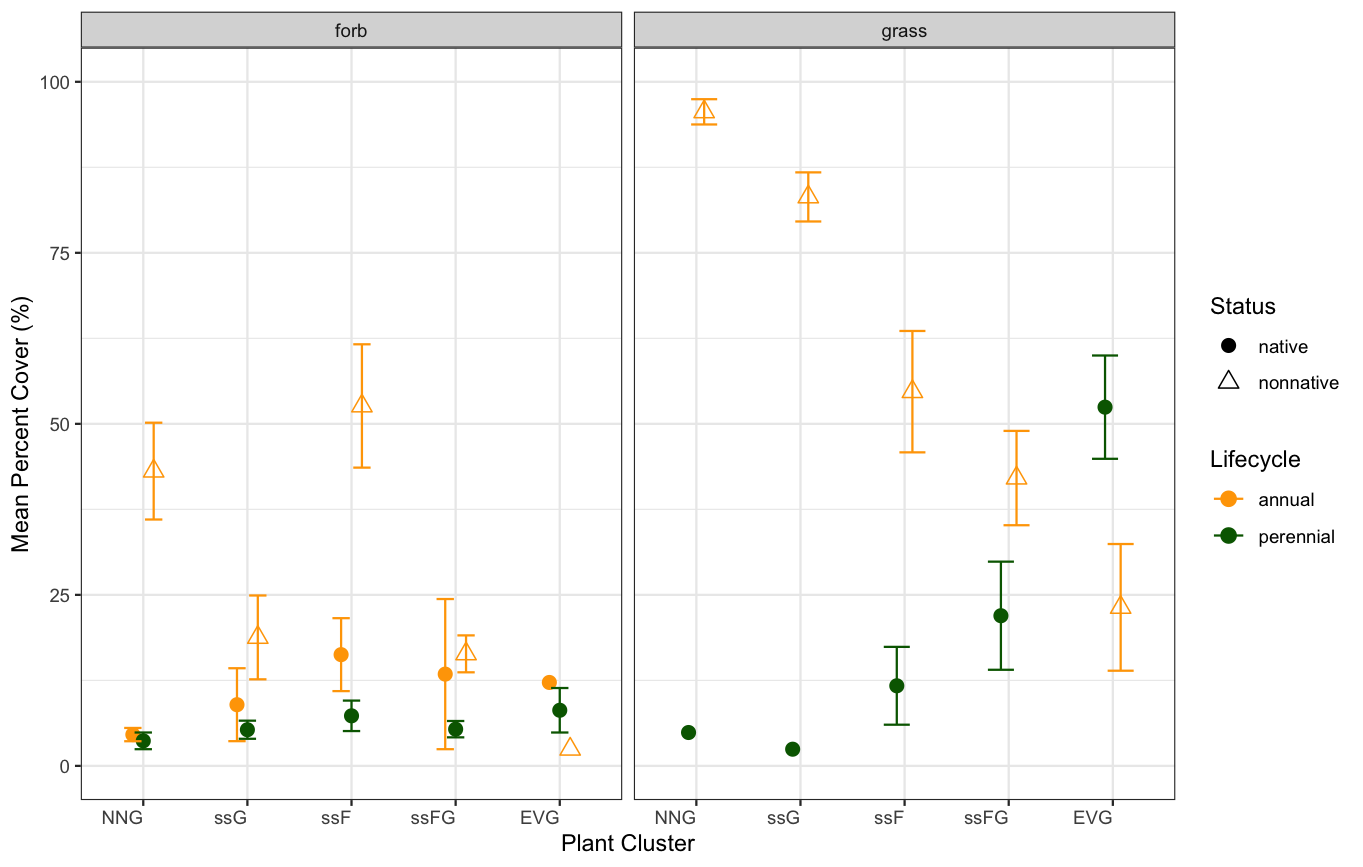 forb
grass
Mean Percent Cover (%)
100
75
50
25
0
NNG ssG ssF ssFG EVG
NNG ssG ssF ssFG EVG
Plant Cluster
Status
native
nonnative
Lifecycle
annual
perennial